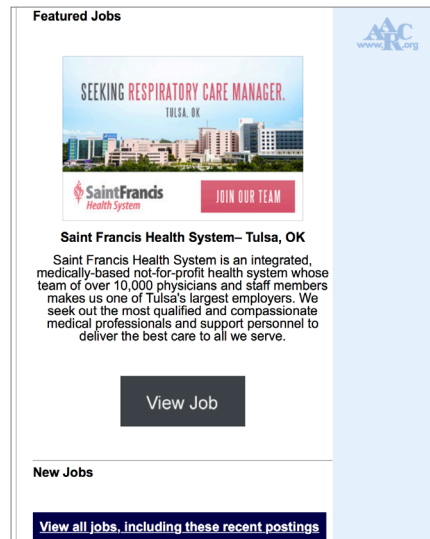 Featured Jobs
AARC
www. .org
SEEKING RESPIRATORY CARE MANAGER.
TULSA, OK
SaintFrancis
Health System
JOIN OUR TEAM
Saint Francis Health System– Tulsa, OK
Saint Francis Health System is an integrated,
medically-based not-for-profit health system whose
team of over 10,000 physicians and staff members
makes us one of Tulsa's largest employers. We
seek out the most qualified and compassionate
medical professionals and support personnel to
deliver the best care to all we serve.
View Job
New Jobs
View all jobs, including these recent postings